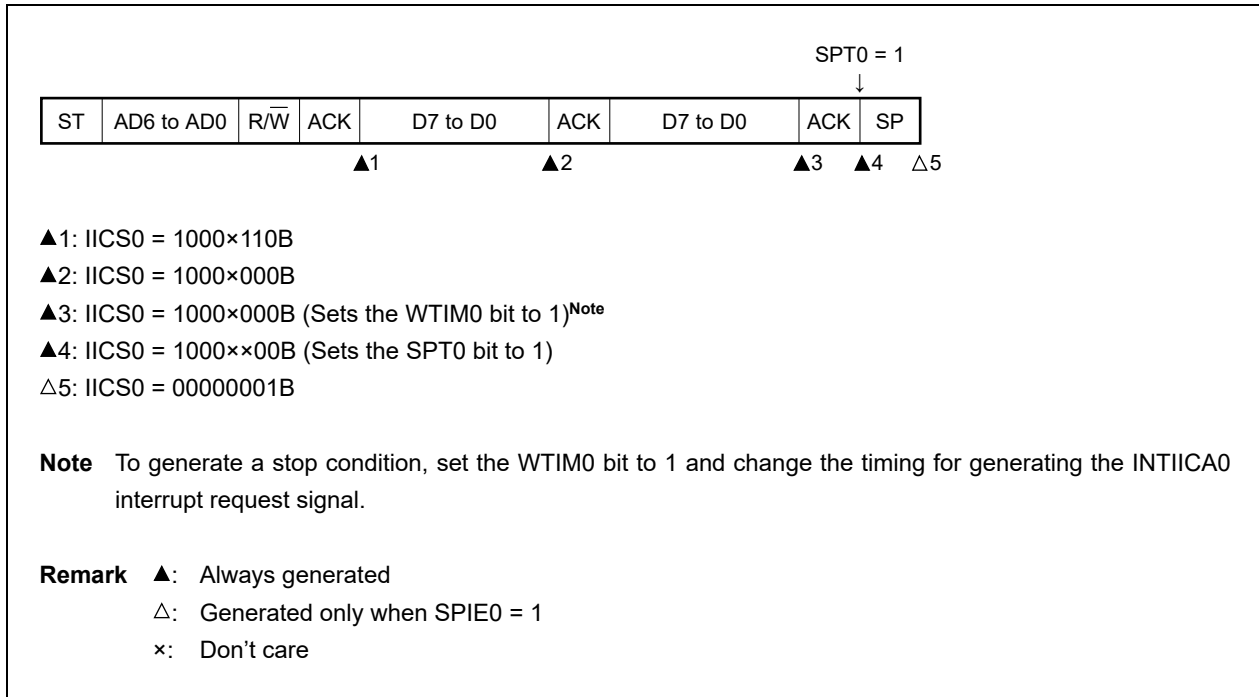 SPT0 = 1
↓
ST AD6 to AD0 R/W̅ ACK D7 to D0 ACK D7 to D0 ACK SP
▲1 ▲2 ▲3 ▲4 △5
▲1: IICS0 = 1000×110B
▲2: IICS0 = 1000×000B
▲3: IICS0 = 1000×000B (Sets the WTIM0 bit to 1)Note
▲4: IICS0 = 1000××00B (Sets the SPT0 bit to 1)
△5: IICS0 = 00000001B
Note To generate a stop condition, set the WTIM0 bit to 1 and change the timing for generating the INTIICA0
interrupt request signal.
Remark ▲: Always generated
△: Generated only when SPIE0 = 1
×: Don’t care